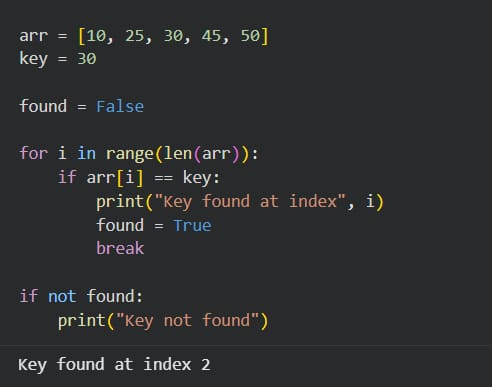 arr = [10, 25, 30, 45, 50]
key = 30
found = False
for i in range(len(arr)):
    if arr[i] == key:
        print("Key found at index", i)
        found = True
        break
if not found:
    print("Key not found")
Key found at index 2